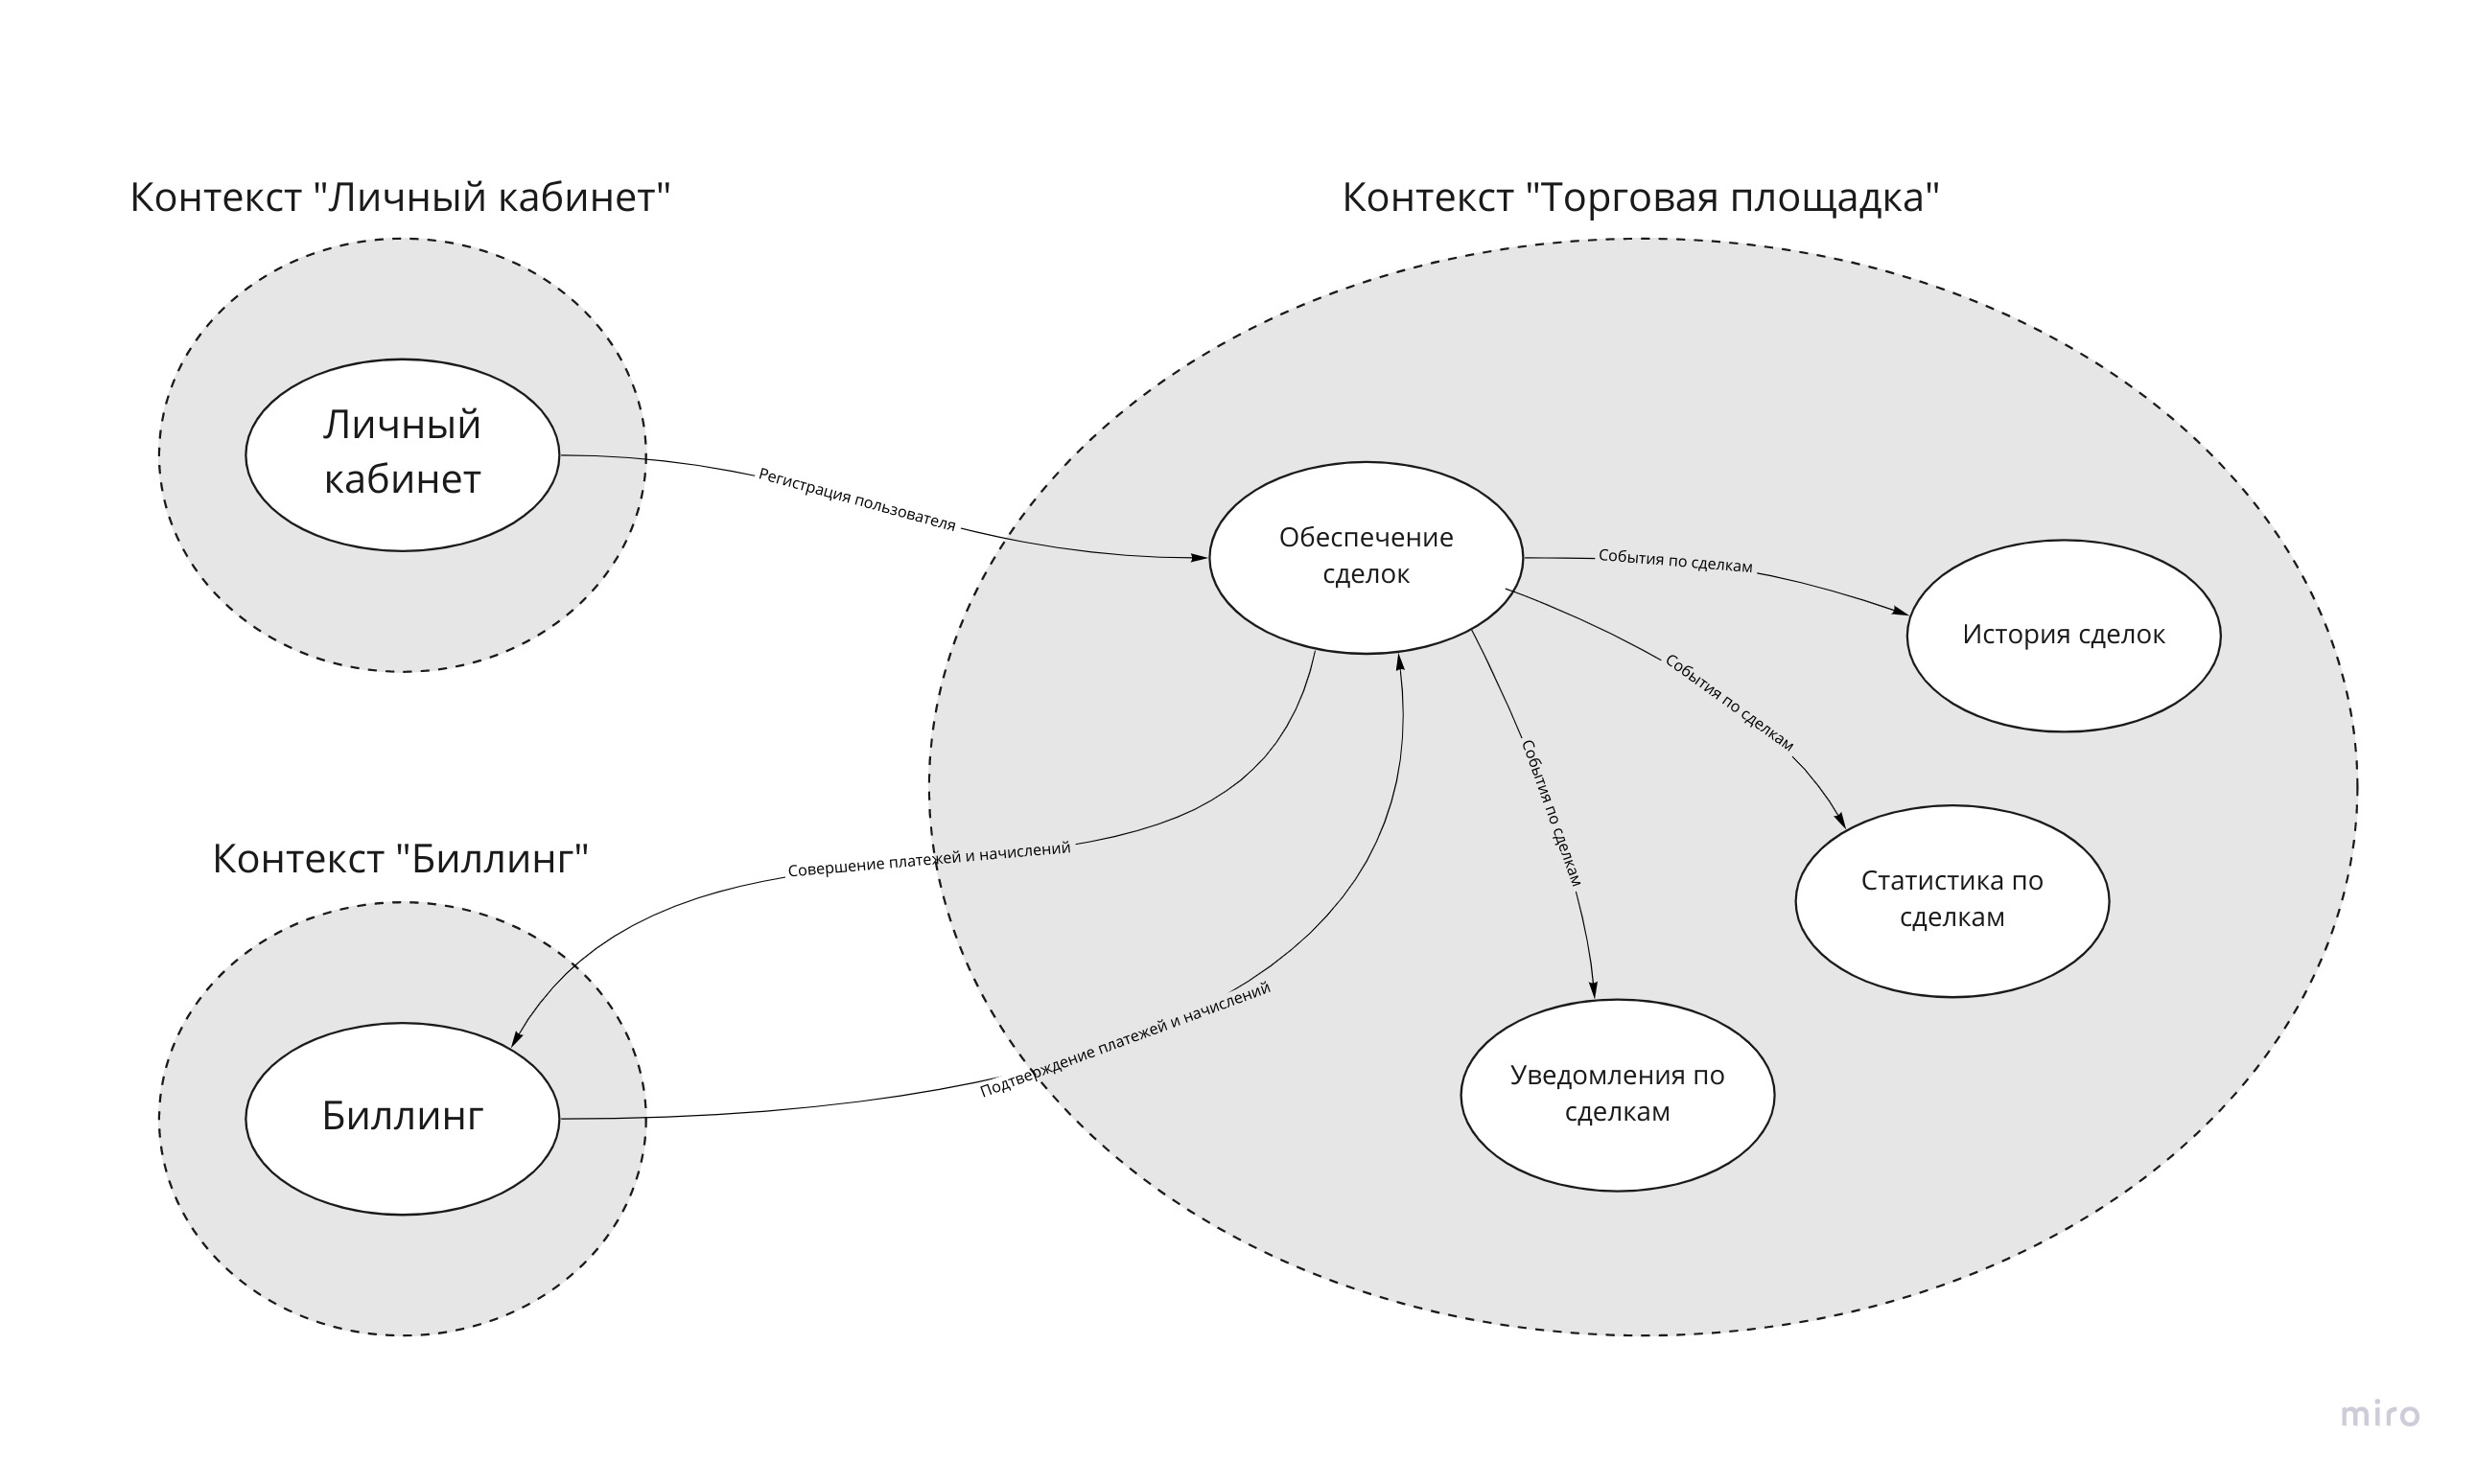 Контекст "Личный кабинет"
Контекст "Торговая площадка"
Личный
кабинет
Регистрация пользователя
Обеспечение
сделок
События по сделкам
История сделок
События по сделкам
События по сделкам
Контекст "Биллинг"
Совершение платежей и начислений
Статистика по
сделкам
Подтверждение платежей и начислений
Уведомления по
сделкам
Биллинг
miro